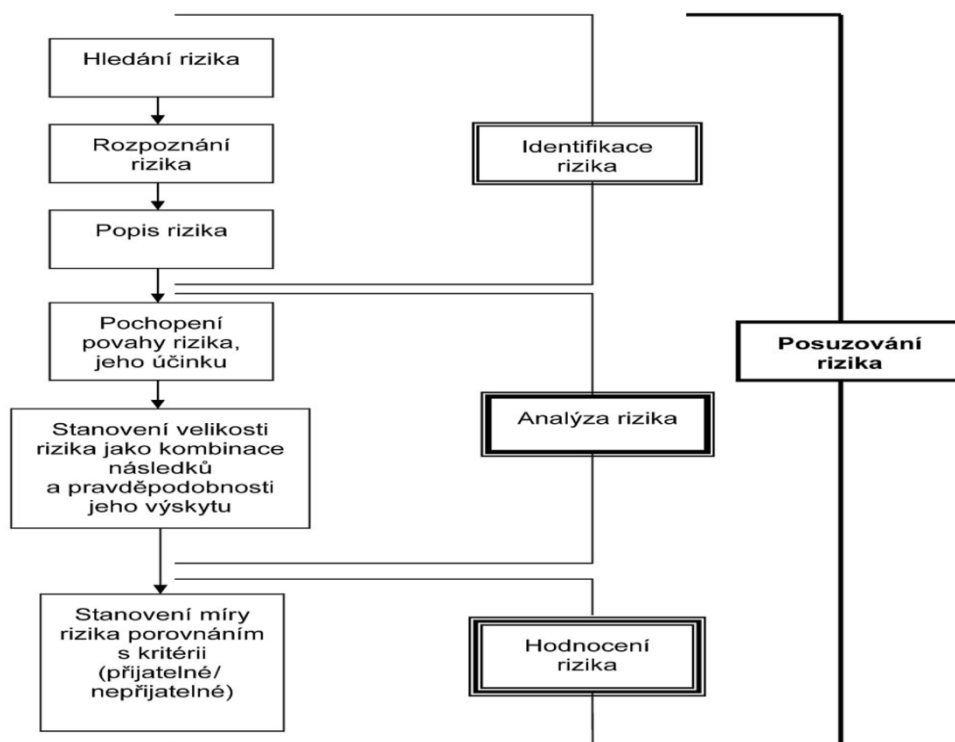 Hledání rizika
Rozpoznání
rizika
Popis rizika
Identifikace
rizika
Pochopení
povahy rizika,
jeho účinku
Stanovení velikosti
rizika jako kombinace
následků
a pravděpodobnosti
jeho výskytu
Analýza rizika
Stanovení míry
rizika porovnáním
s kritérii
(přijatelné/
nepřijatelné)
Hodnocení
rizika
Posuzování
rizika